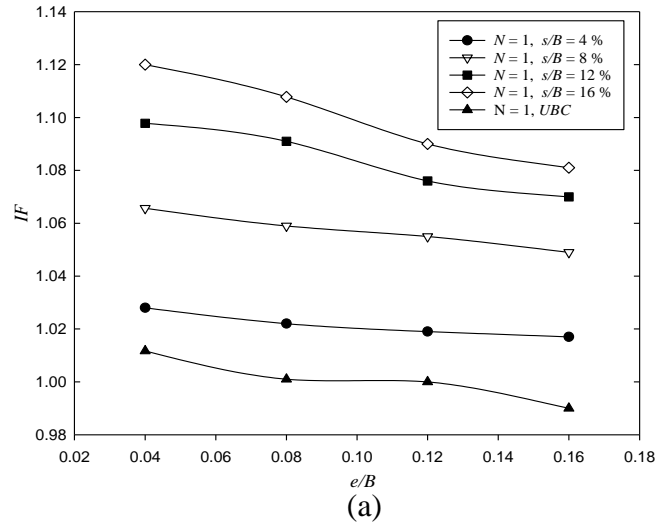 1.14
1.12
1.10
1.08
1.06
1.04
1.02
1.00
0.98
IF
N = 1, s/B = 4 %
N = 1, s/B = 8 %
N = 1, s/B = 12 %
N = 1, s/B = 16 %
N = 1, UBC
0.02 0.04 0.06 0.08 0.10 0.12 0.14 0.16 0.18
e/B
(a)